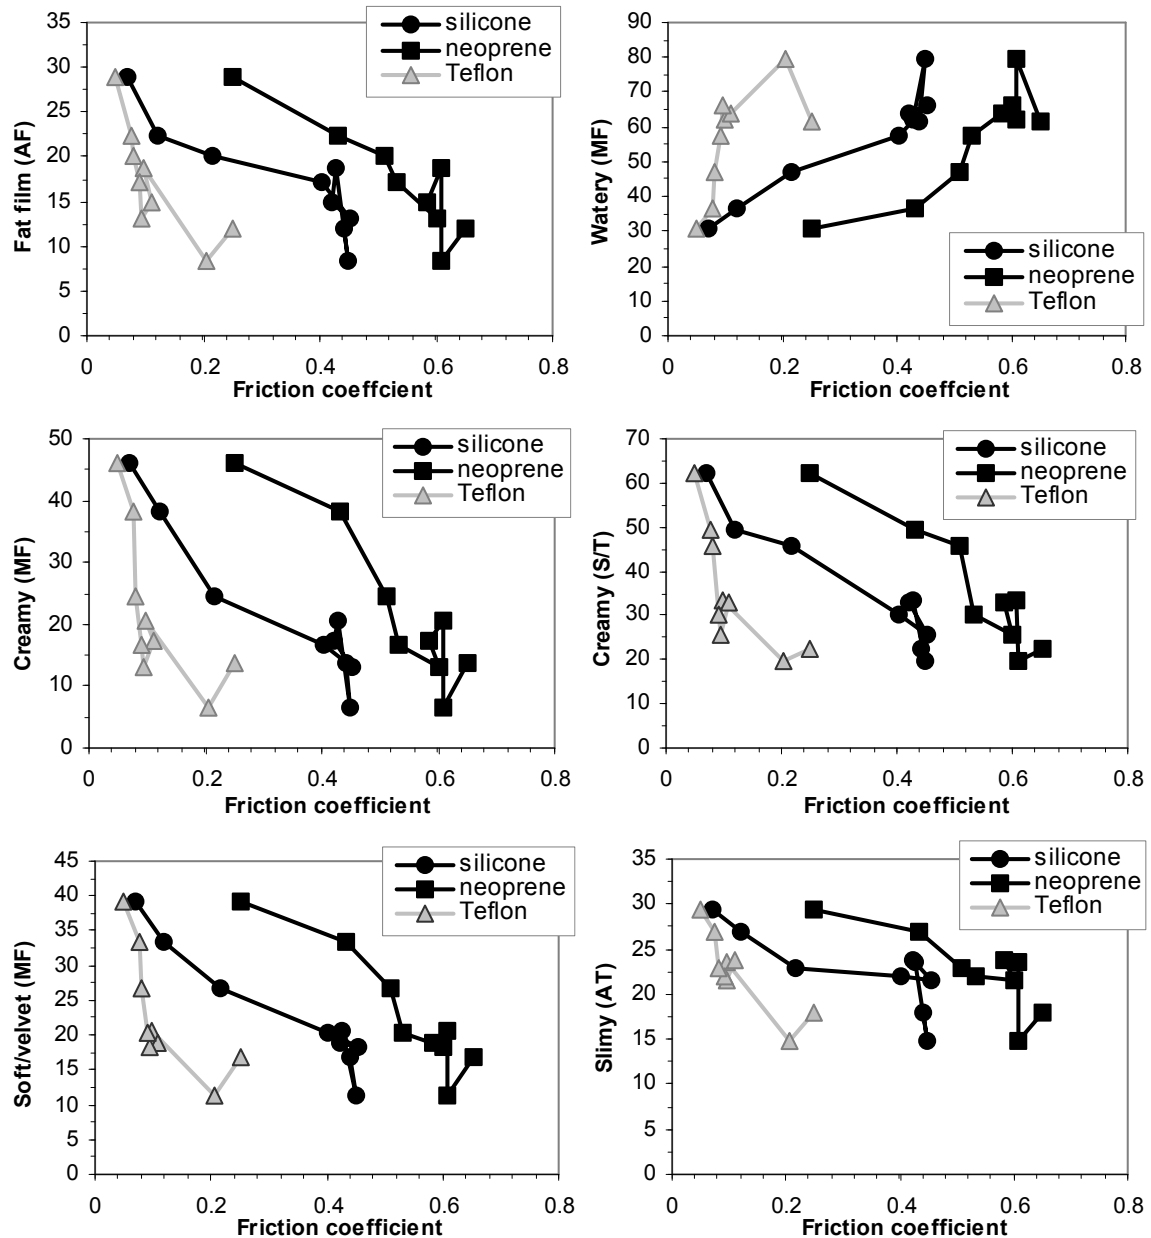 35
30
25
20
15
10
5
0
Fat film (AF)
silicone
neoprene
Teflon
0 0.2 0.4 0.6 0.8
Friction coeffcient
90
80
70
60
50
40
30
20
10
0
Watery (MF)
silicone
neoprene
Teflon
0 0.2 0.4 0.6 0.8
Friction coeffcient
50
40
30
20
10
0
Creamy (MF)
silicone
neoprene
Teflon
0 0.2 0.4 0.6 0.8
Friction coefficient
70
60
50
40
30
20
10
0
Creamy (S/T)
silicone
neoprene
Teflon
0 0.2 0.4 0.6 0.8
Friction coefficient
45
40
35
30
25
20
15
10
5
0
Soft/velvet (MF)
silicone
neoprene
Teflon
0 0.2 0.4 0.6 0.8
Friction coefficient
35
30
25
20
15
10
5
0
Slimy (AT)
silicone
neoprene
Teflon
0 0.2 0.4 0.6 0.8
Friction coefficient